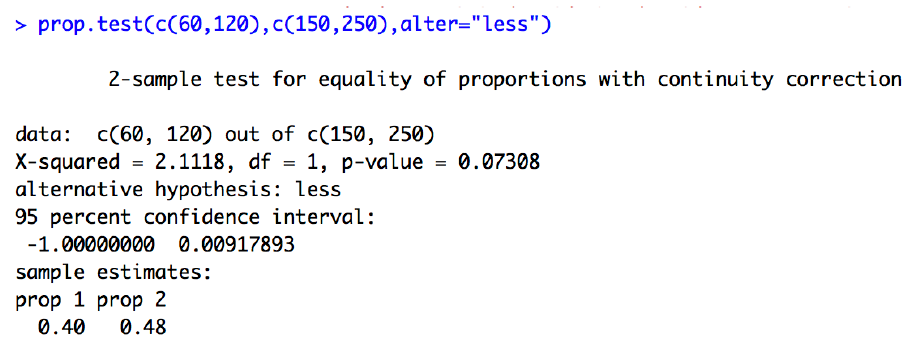 > prop.test(c(60,120),c(150,250),alter="less")
2-sample test for equality of proportions with continuity correction
data:  c(60, 120) out of c(150, 250)
X-squared = 2.1118, df = 1, p-value = 0.07308
alternative hypothesis: less
95 percent confidence interval:
-1.00000000  0.00917893
sample estimates:
prop 1 prop 2
0.40   0.48